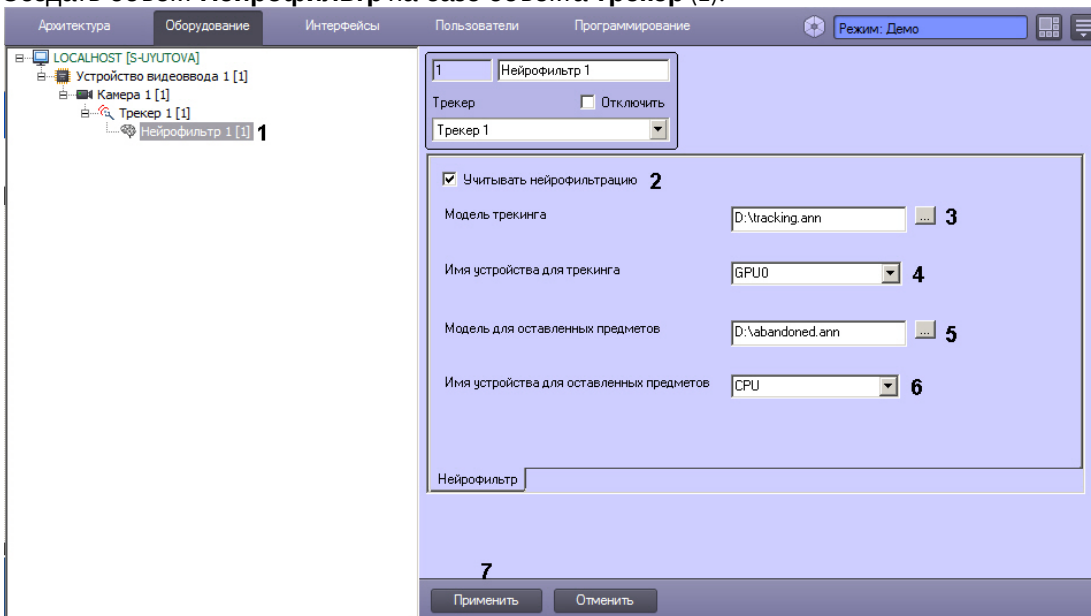 Создать объект Нейрофильтр на базе объекта Трекер (1).
Архитектура Оборудование Интерфейсы Пользователи Программирование Режим: Демо
LOCALHOST [S-UYUTOVA]
Устройство видеоввода 1 [1]
Камера 1 [1]
Трекер 1 [1]
Нейрофильтр 1 [1] 1
1 Нейрофильтр 1
Трекер Отключить
Трекер 1
Учитывать нейрофильтрацию 2
Модель трекинга D:\tracking.ann ... 3
Имя устройства для трекинга GPU0 4
Модель для оставленных предметов D:\abandoned.ann ... 5
Имя устройства для оставленных предметов CPU 6
Нейрофильтр
7
Применить Отменить